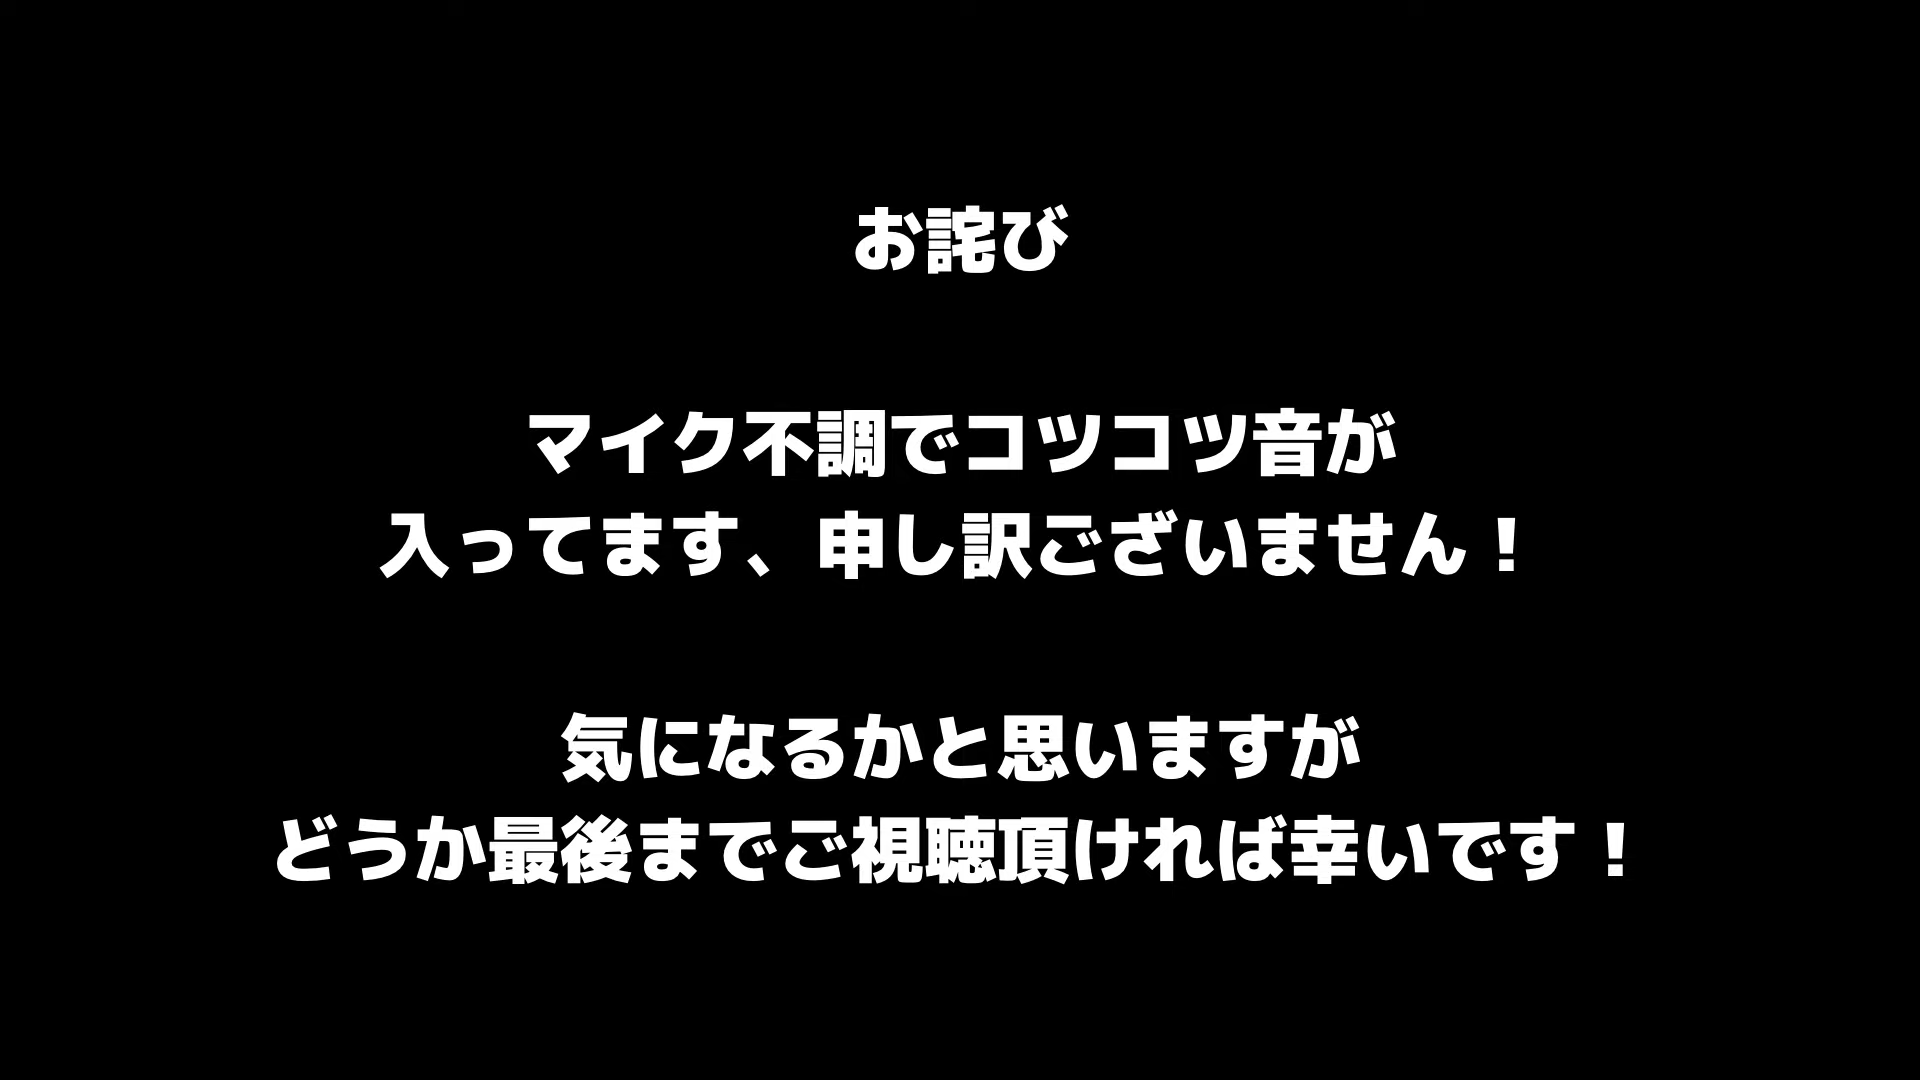 お詫び
マイク不調でコツコツ音が
入ってます、申し訳ございません！
気になるかと思いますが
どうか最後までご視聴頂ければ幸いです！